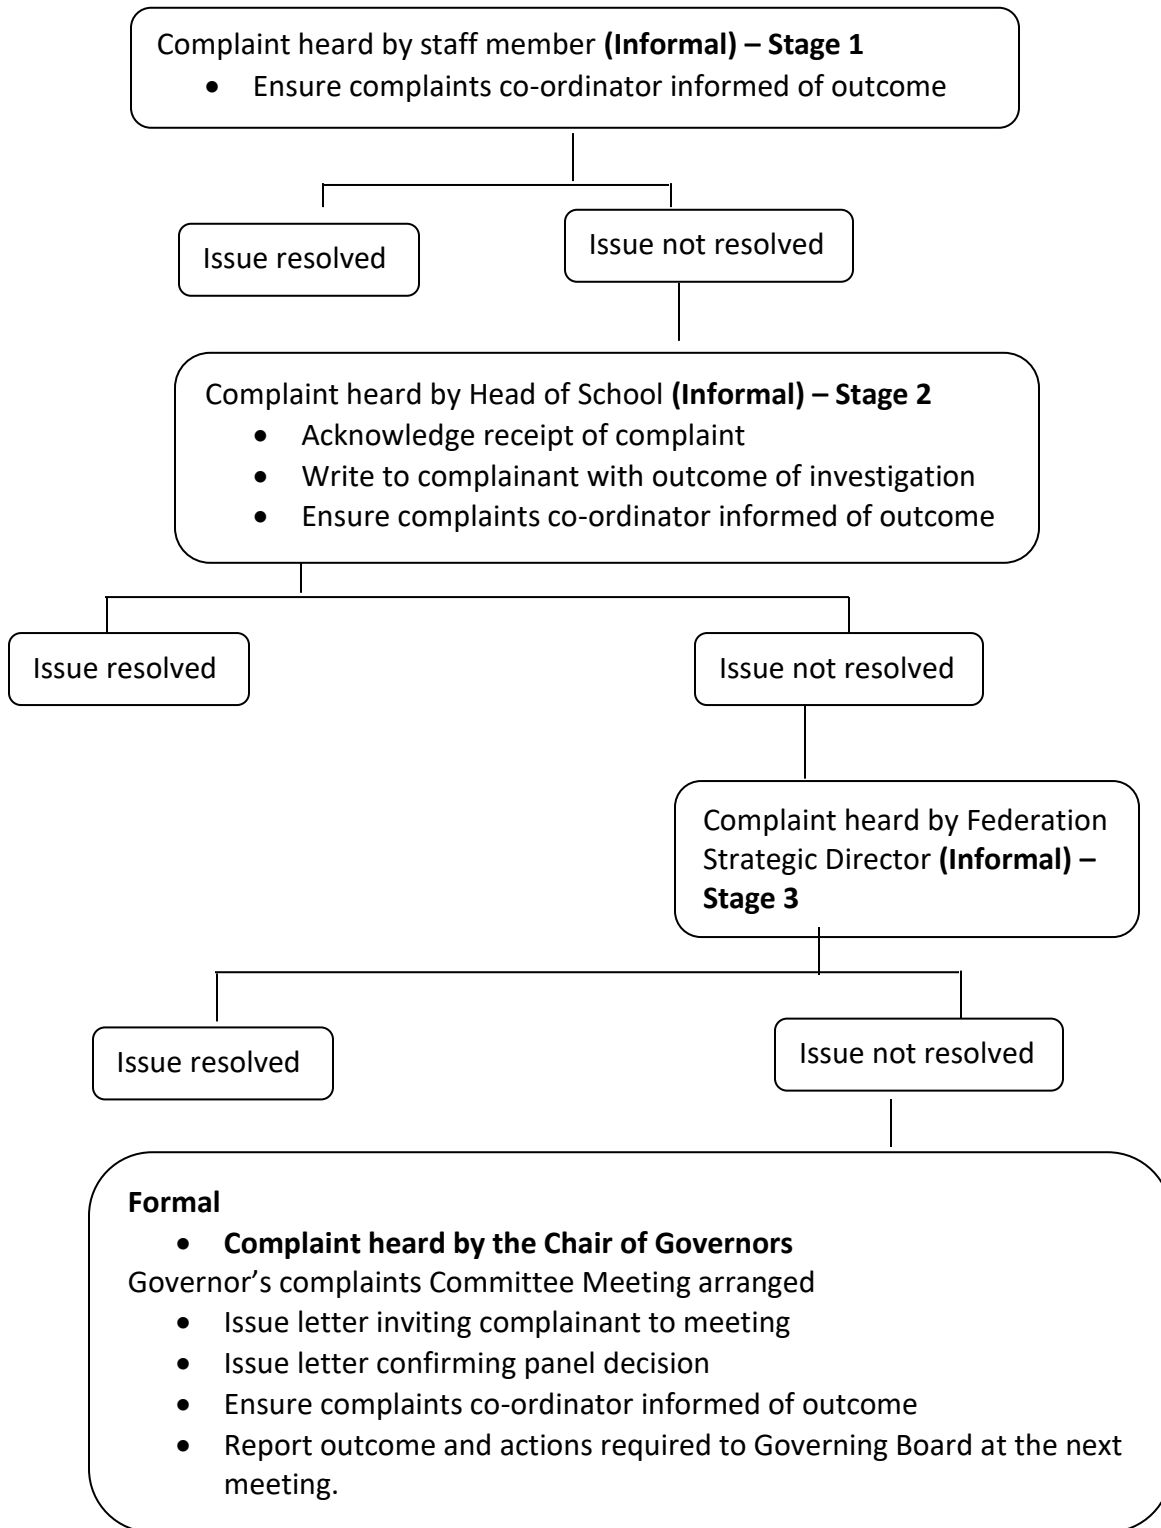 Complaint heard by staff member (Informal) – Stage 1
• Ensure complaints co-ordinator informed of outcome
Issue resolved
Issue not resolved
Complaint heard by Head of School (Informal) – Stage 2
• Acknowledge receipt of complaint
• Write to complainant with outcome of investigation
• Ensure complaints co-ordinator informed of outcome
Issue resolved
Issue not resolved
Complaint heard by Federation
Strategic Director (Informal) –
Stage 3
Issue resolved
Issue not resolved
Formal
• Complaint heard by the Chair of Governors
Governor’s complaints Committee Meeting arranged
• Issue letter inviting complainant to meeting
• Issue letter confirming panel decision
• Ensure complaints co-ordinator informed of outcome
• Report outcome and actions required to Governing Board at the next
meeting.